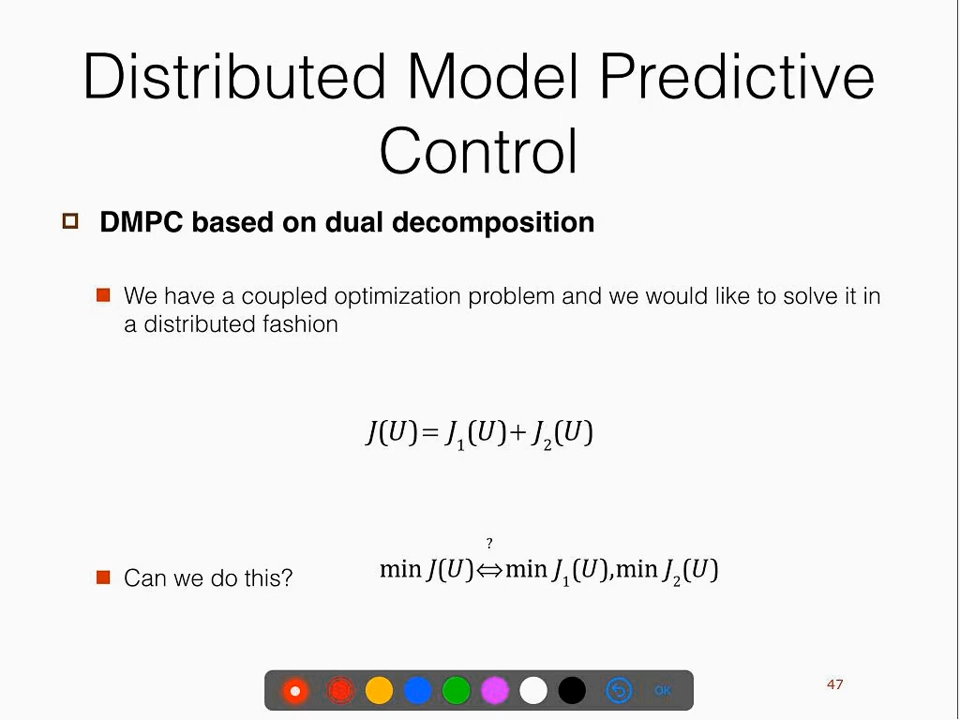 Distributed Model Predictive
Control
DMPC based on dual decomposition
We have a coupled optimization problem and we would like to solve it in
a distributed fashion
J(U)= J₁(U)+ J₂(U)
?
Can we do this? min J(U)⇔min J₁(U),min J₂(U)
OK
47